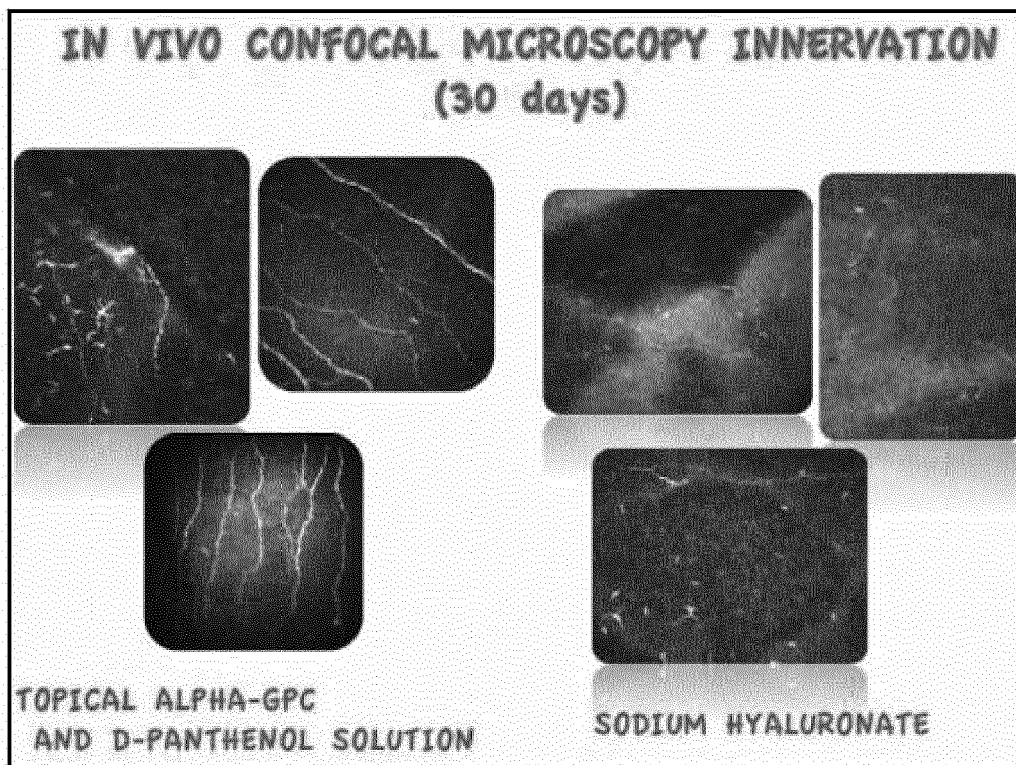 IN VIVO CONFOCAL MICROSCOPY INNERVATION
(30 days)
TOPICAL ALPHA-GPC
AND D-PANTHENOL SOLUTION
SODIUM HYALURONATE